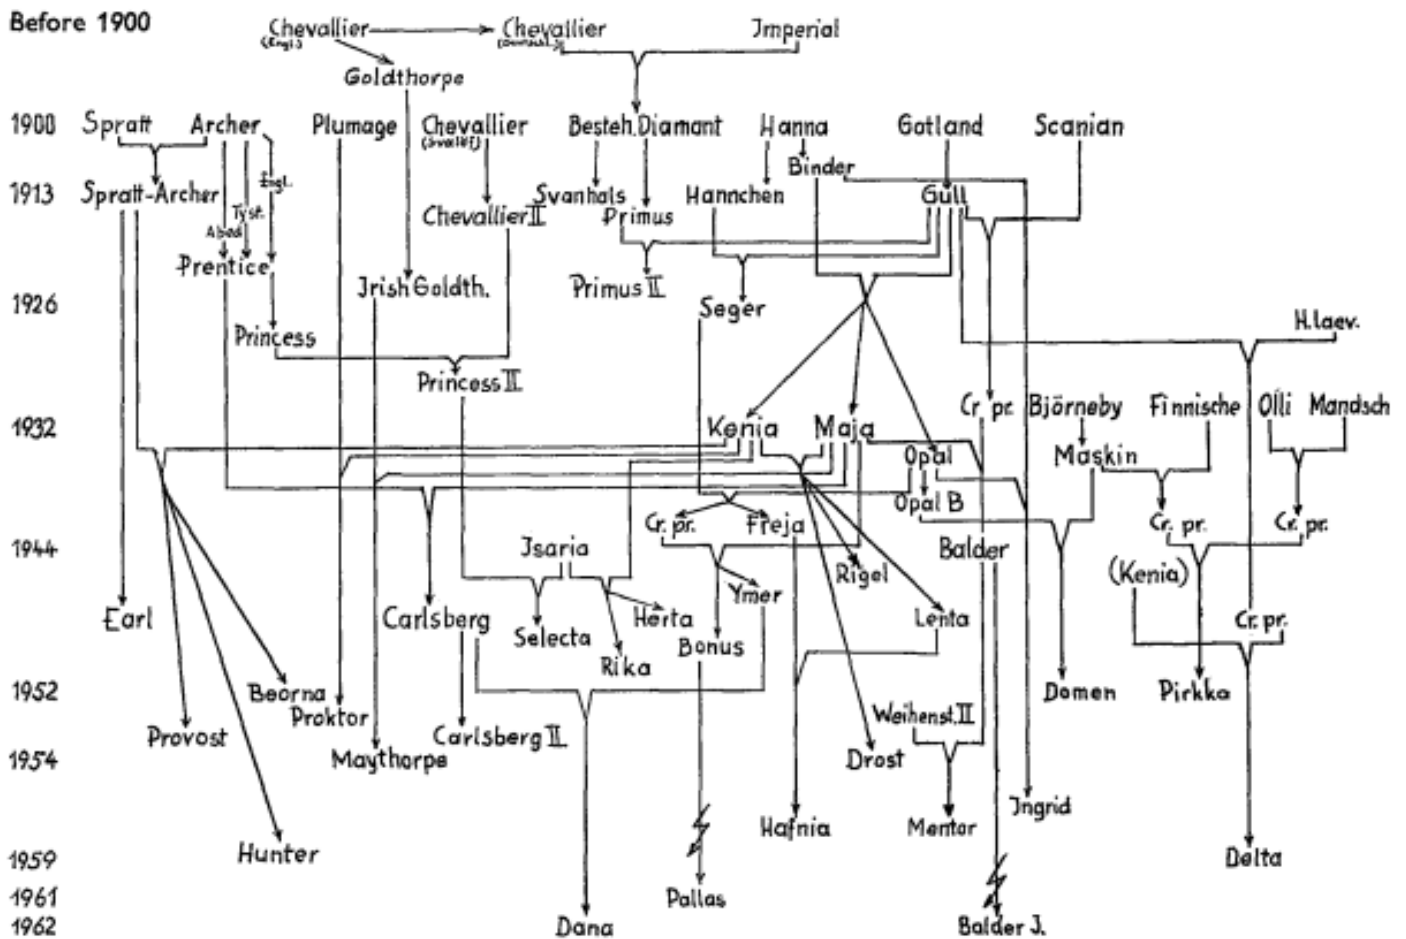 Before 1900
Chevallier Chevallier Imperial
(Engl.)
Goldthorpe
1908 Spratt Archer Plumage Chevallier Besteh. Diamant Hanna Gotland Scanian
(Svalöf)
Binder
Engl.
1913 Spratt-Archer Svanhals Hannchen Gull
Tyst. Chevallier II Primus
Abed
Prentice
Irish Goldth. Primus II
1926 Seger
H. laev.
Princess
Princess II
Cr. pr. Björneby Finnische Olli Mandsch
1932 Kenia Maja
Opal Maskin
Opal B
Cr. pr. Freja Cr. pr. Cr. pr.
1944 Isaria Balder
Rigel (Kenia)
Ymer
Earl Carlsberg Herta Lenta Cr. pr.
Selecta Bonus
Rika
1952 Beorna Domen Pirkka
Proktor Weihenst. II
Provost Carlsberg II
1954 Maythorpe Drost
Ingrid
Hafnia Mentor
Hunter
1959 Delta
1961 Pallas
1962 Dana Balder J.